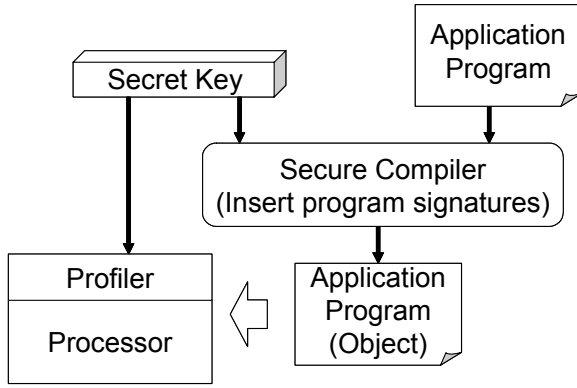 Application
Program
Secret Key
Secure Compiler
(Insert program signatures)
Profiler
Processor
Application
Program
(Object)